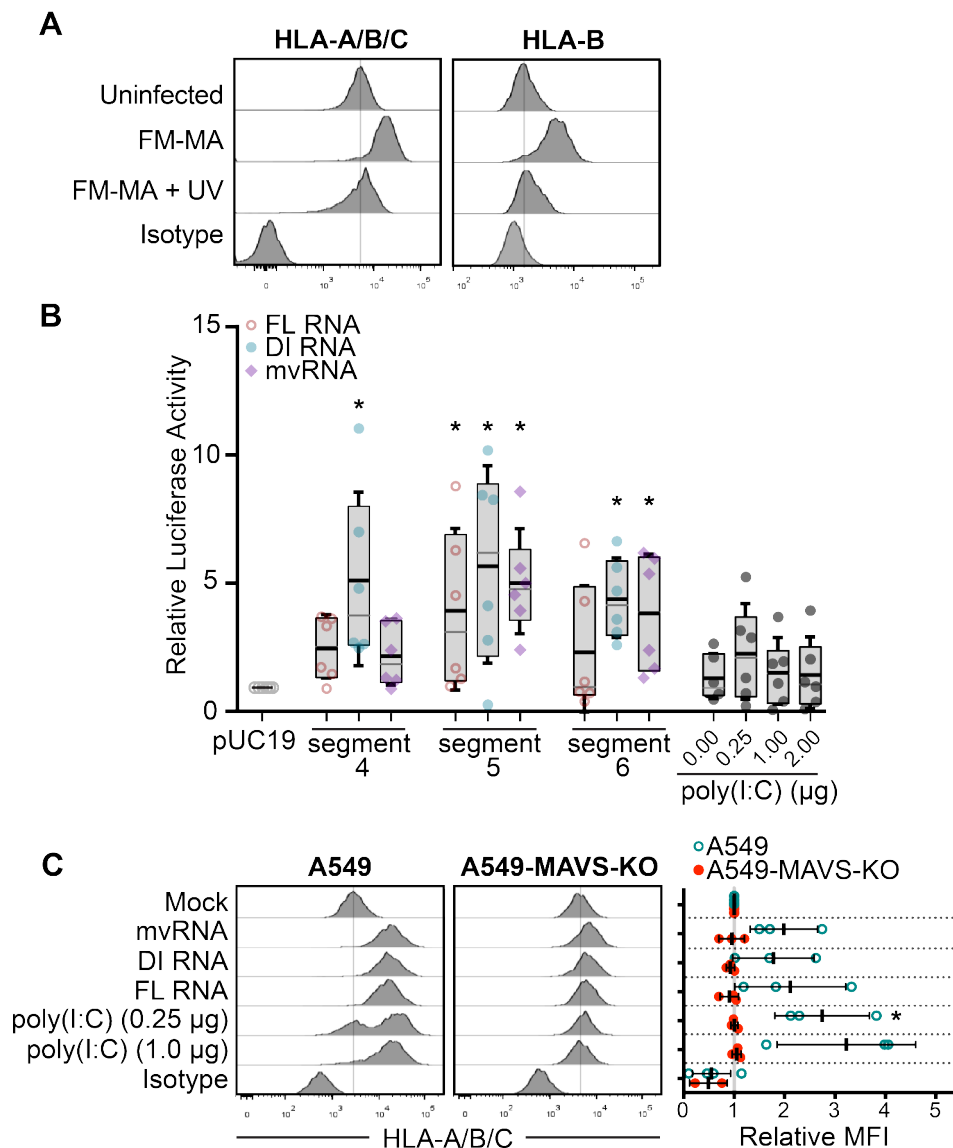 A
HLA-A/B/C
HLA-B
Uninfected
FM-MA
FM-MA + UV
Isotype
0 10³ 10⁴ 10⁵
10² 10³ 10⁴ 10⁵
B
FL RNA
DI RNA
mvRNA
15
10
5
0
Relative Luciferase Activity
* * * * * *
pUC19
segment 4
segment 5
segment 6
0.00 0.25 1.00 2.00
poly(I:C) (µg)
C
A549
A549-MAVS-KO
A549
A549-MAVS-KO
Mock
mvRNA
DI RNA
FL RNA
poly(I:C) (0.25 µg)
poly(I:C) (1.0 µg)
Isotype
*
10² 10³ 10⁴ 10⁵
10² 10³ 10⁴ 10⁵
HLA-A/B/C
0 1 2 3 4 5
Relative MFI